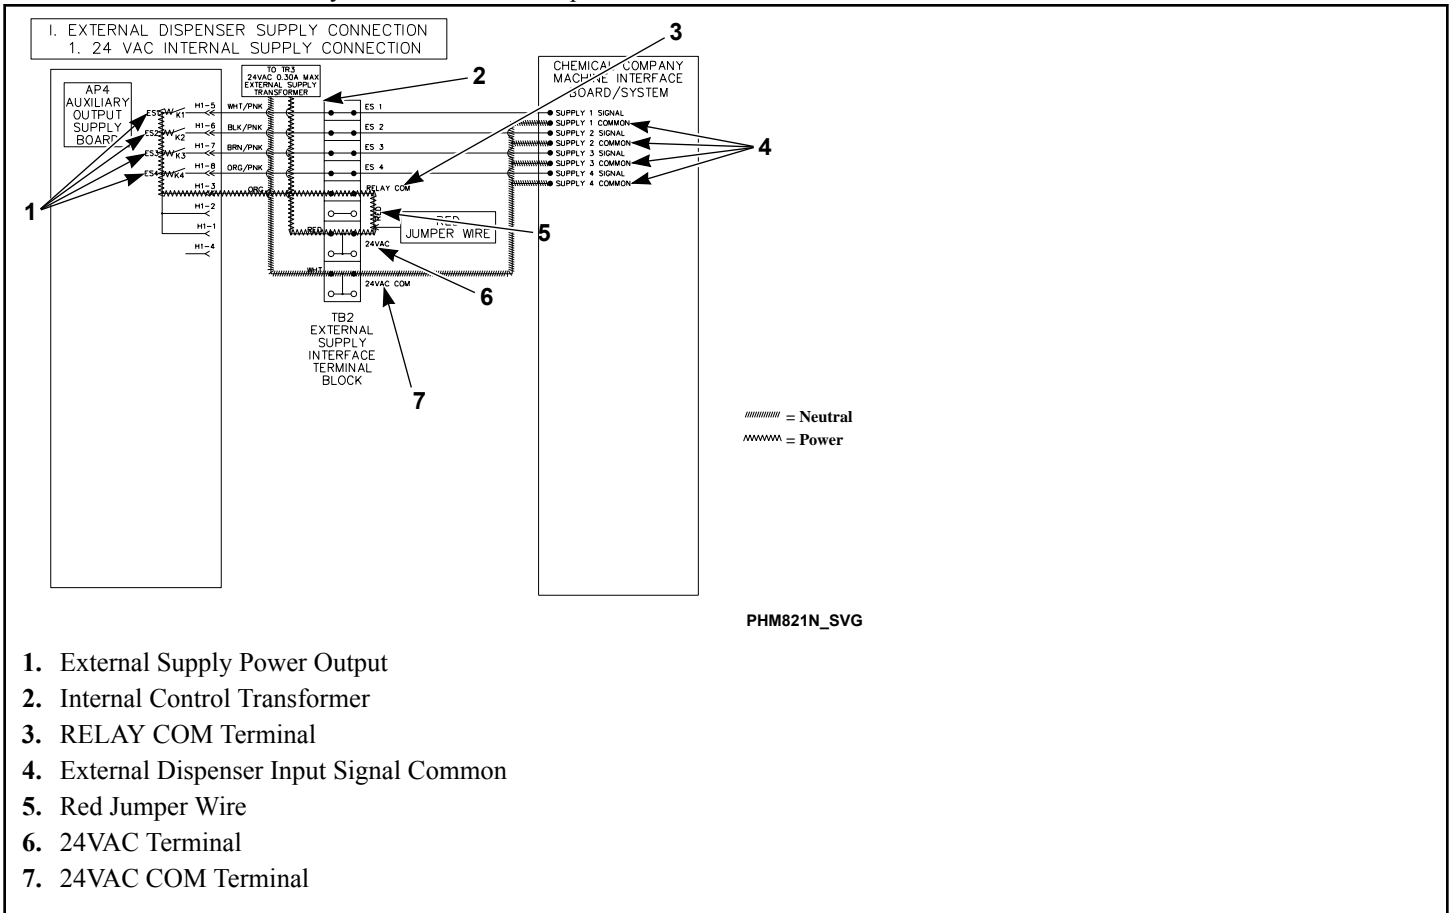 I. EXTERNAL DISPENSER SUPPLY CONNECTION
1. 24 VAC INTERNAL SUPPLY CONNECTION
3
TO TR3
24VAC 0.30A MAX
EXTERNAL SUPPLY
TRANSFORMER
2
CHEMICAL COMPANY
MACHINE INTERFACE
BOARD/SYSTEM
AP4
AUXILIARY
OUTPUT
SUPPLY
BOARD
ES1 K1 H1-5 WHT/PNK ES 1 SUPPLY 1 SIGNAL
SUPPLY 1 COMMON
ES2 K2 H1-6 BLK/PNK ES 2 SUPPLY 2 SIGNAL
SUPPLY 2 COMMON
ES3 K3 H1-7 BRN/PNK ES 3 SUPPLY 3 SIGNAL
SUPPLY 3 COMMON
ES4 K4 H1-8 ORG/PNK ES 4 SUPPLY 4 SIGNAL
SUPPLY 4 COMMON
4
H1-3 ORG RELAY COM
1
H1-2
RED
H1-1 RED
RED
JUMPER WIRE
5
H1-4 24VAC
WHT
24VAC COM
6
TB2
EXTERNAL
SUPPLY
INTERFACE
TERMINAL
BLOCK
7
= Neutral
= Power
PHM821N_SVG
1. External Supply Power Output
2. Internal Control Transformer
3. RELAY COM Terminal
4. External Dispenser Input Signal Common
5. Red Jumper Wire
6. 24VAC Terminal
7. 24VAC COM Terminal